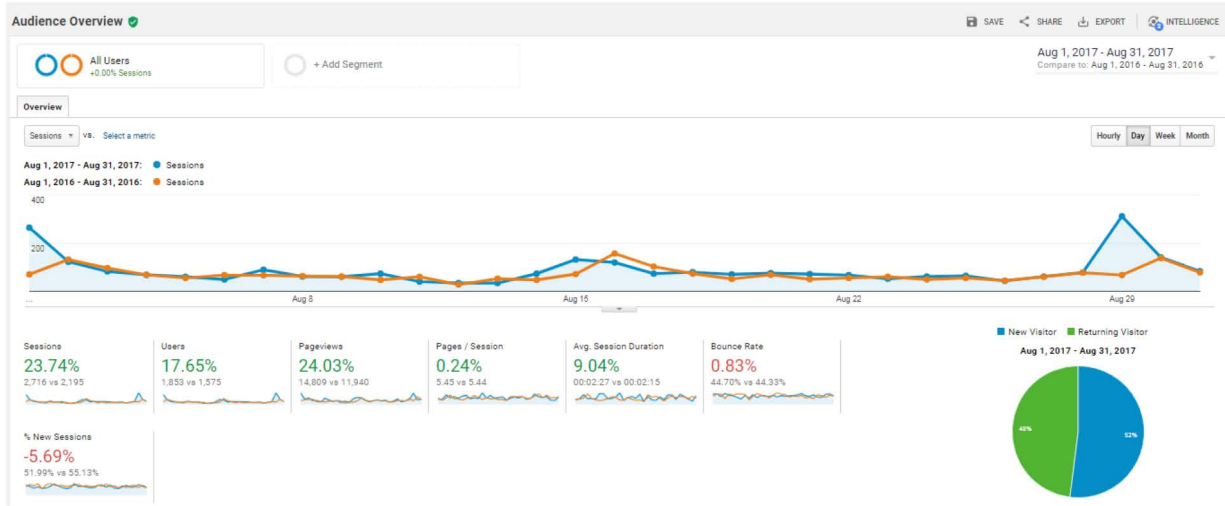 Audience Overview
SAVE SHARE EXPORT INTELLIGENCE
All Users
+0.00% Sessions
+ Add Segment
Aug 1, 2017 - Aug 31, 2017
Compare to: Aug 1, 2016 - Aug 31, 2016
Overview
Sessions VS. Select a metric
Hourly Day Week Month
Aug 1, 2017 - Aug 31, 2017: Sessions
Aug 1, 2016 - Aug 31, 2016: Sessions
400
200
... Aug 8 Aug 15 Aug 22 Aug 29
Sessions
23.74%
2,716 vs 2,195
Users
17.65%
1,853 vs 1,575
Pageviews
24.03%
14,809 vs 11,940
Pages / Session
0.24%
5.45 vs 5.44
Avg. Session Duration
9.04%
00:02:27 vs 00:02:15
Bounce Rate
0.83%
44.70% vs 44.33%
% New Sessions
-5.69%
51.99% vs 55.13%
New Visitor Returning Visitor
Aug 1, 2017 - Aug 31, 2017
48% 52%